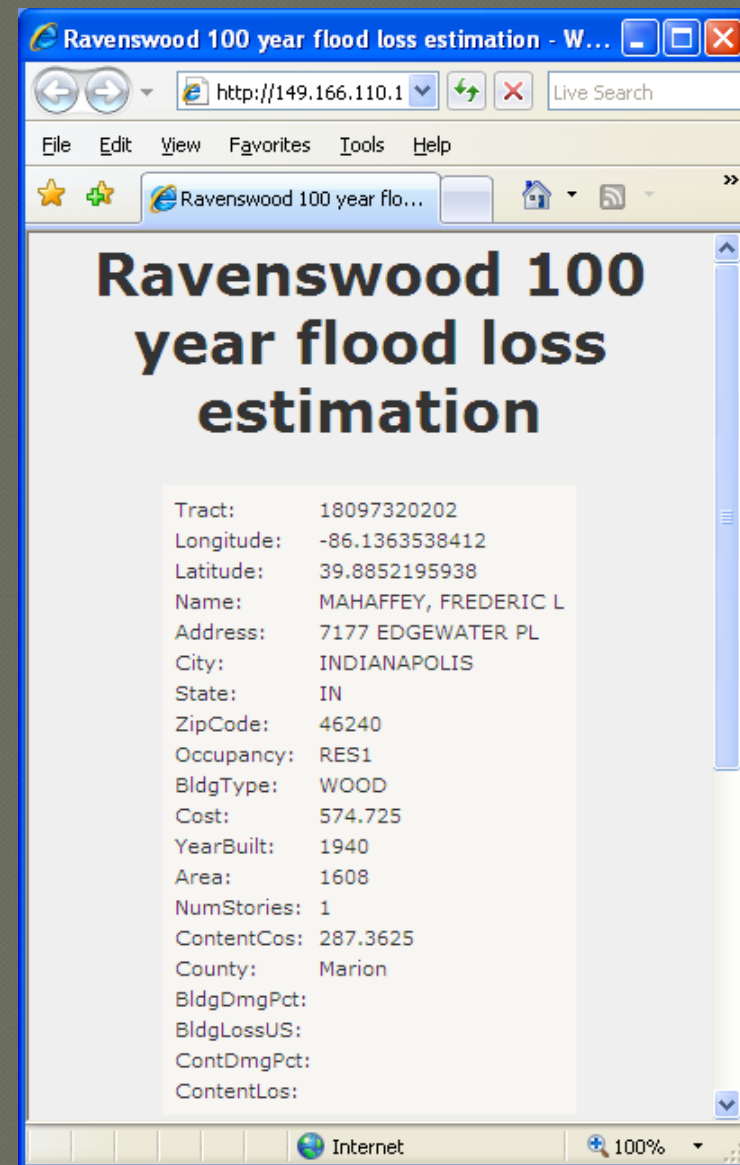 Ravenswood 100 year flood loss estimation - W...
http://149.166.110.1
Live Search
File Edit View Favorites Tools Help
Ravenswood 100 year flo...
»
Ravenswood 100
year flood loss
estimation
Tract: 18097320202
Longitude: -86.1363538412
Latitude: 39.8852195938
Name: MAHAFFEY, FREDERIC L
Address: 7177 EDGEWATER PL
City: INDIANAPOLIS
State: IN
ZipCode: 46240
Occupancy: RES1
BldgType: WOOD
Cost: 574.725
YearBuilt: 1940
Area: 1608
NumStories: 1
ContentCos: 287.3625
County: Marion
BldgDmgPct:
BldgLossUS:
ContDmgPct:
ContentLos:
Internet 100%